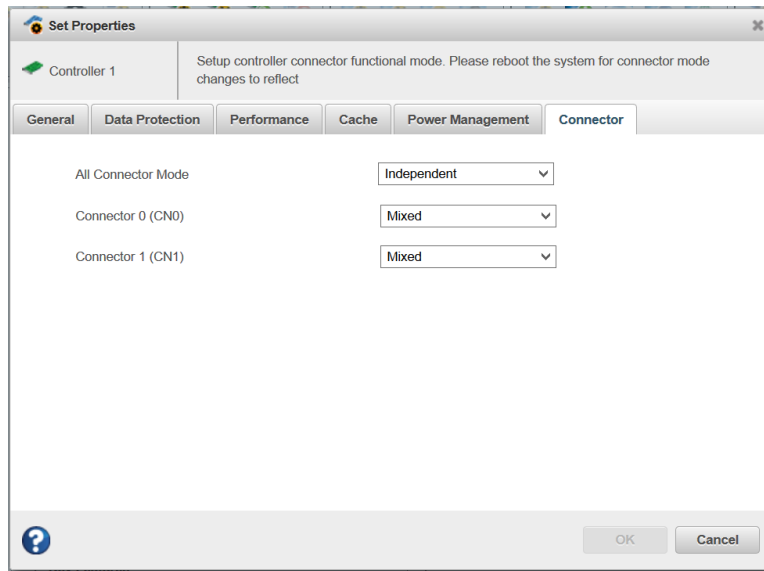 Set Properties
Controller 1
Setup controller connector functional mode. Please reboot the system for connector mode
changes to reflect
General Data Protection Performance Cache Power Management Connector
All Connector Mode Independent
Connector 0 (CN0) Mixed
Connector 1 (CN1) Mixed
OK Cancel